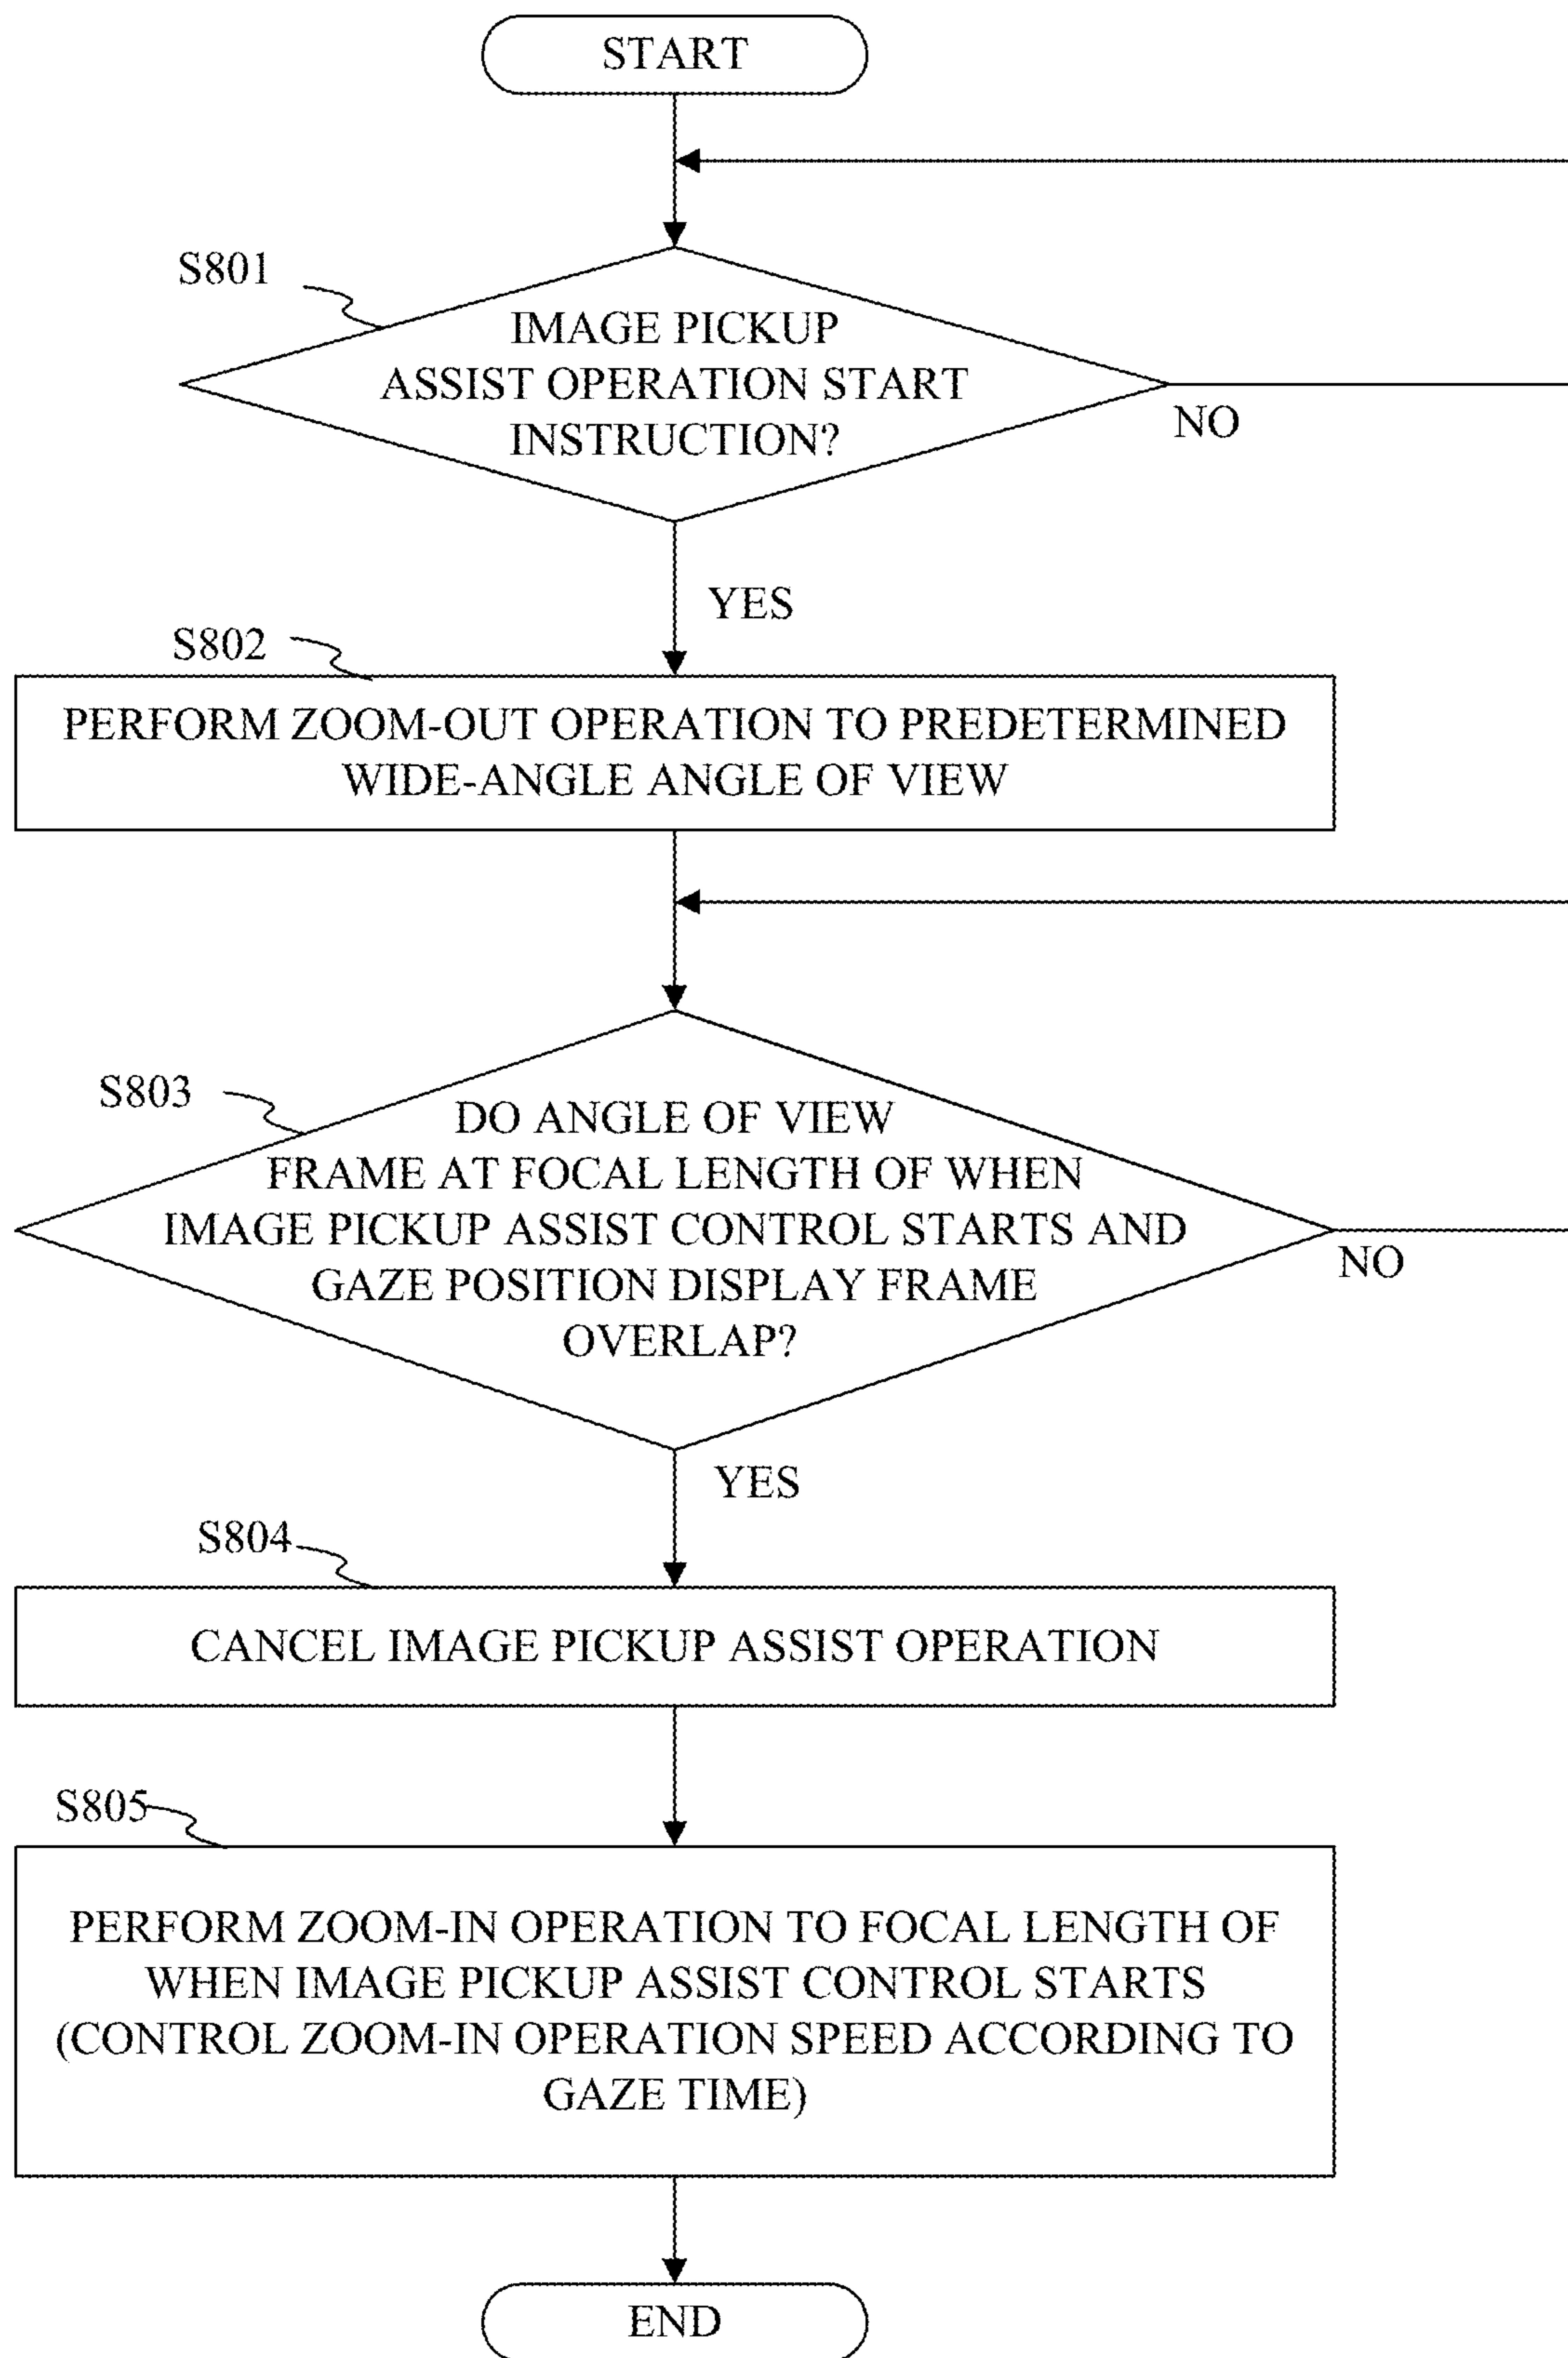 START
S801
IMAGE PICKUP
ASSIST OPERATION START
INSTRUCTION?
NO
YES
S802
PERFORM ZOOM-OUT OPERATION TO PREDETERMINED
WIDE-ANGLE ANGLE OF VIEW
S803
DO ANGLE OF VIEW
FRAME AT FOCAL LENGTH OF WHEN
IMAGE PICKUP ASSIST CONTROL STARTS AND
GAZE POSITION DISPLAY FRAME
OVERLAP?
NO
YES
S804
CANCEL IMAGE PICKUP ASSIST OPERATION
S805
PERFORM ZOOM-IN OPERATION TO FOCAL LENGTH OF
WHEN IMAGE PICKUP ASSIST CONTROL STARTS
(CONTROL ZOOM-IN OPERATION SPEED ACCORDING TO
GAZE TIME)
END